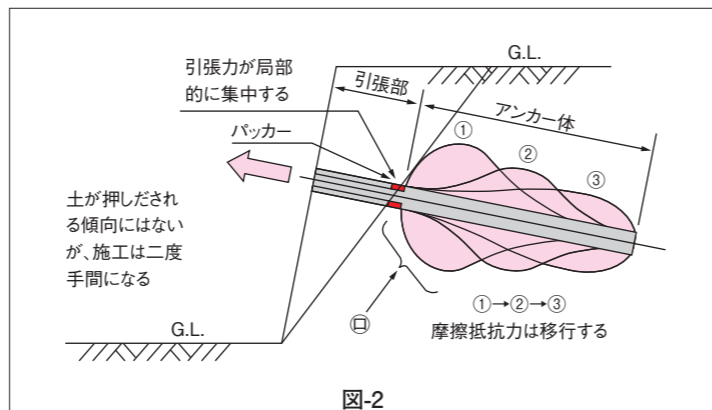 G.L.
引張力が局部
的に集中する
引張部
アンカー体
パッカー
①
②
③
土が押しだされ
る傾向にはない
が、施工は二度
手間になる
G.L.
㋺
①→②→③
摩擦抵抗力は移行する
図-2